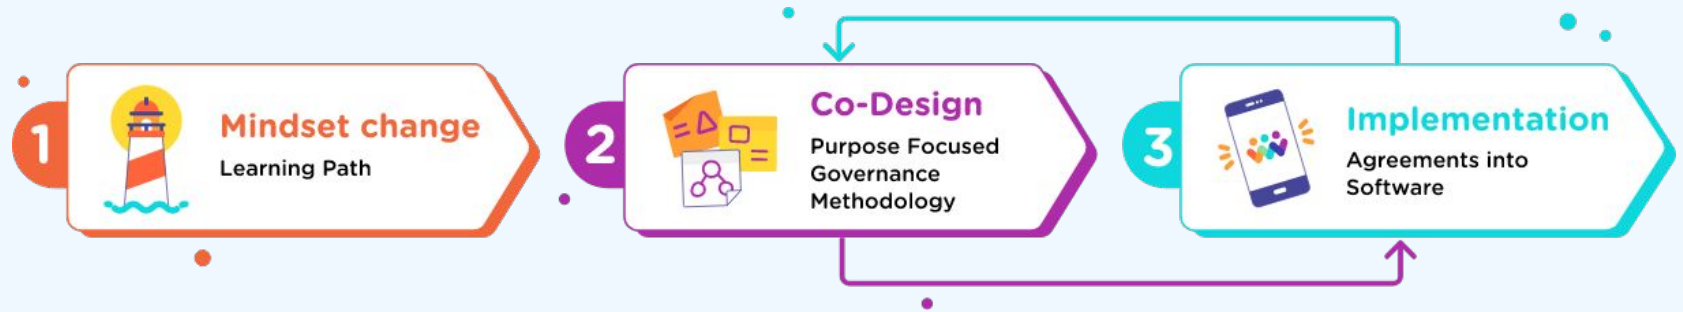 1
Mindset change
Learning Path
2
Co-Design
Purpose Focused
Governance
Methodology
3
Implementation
Agreements into
Software